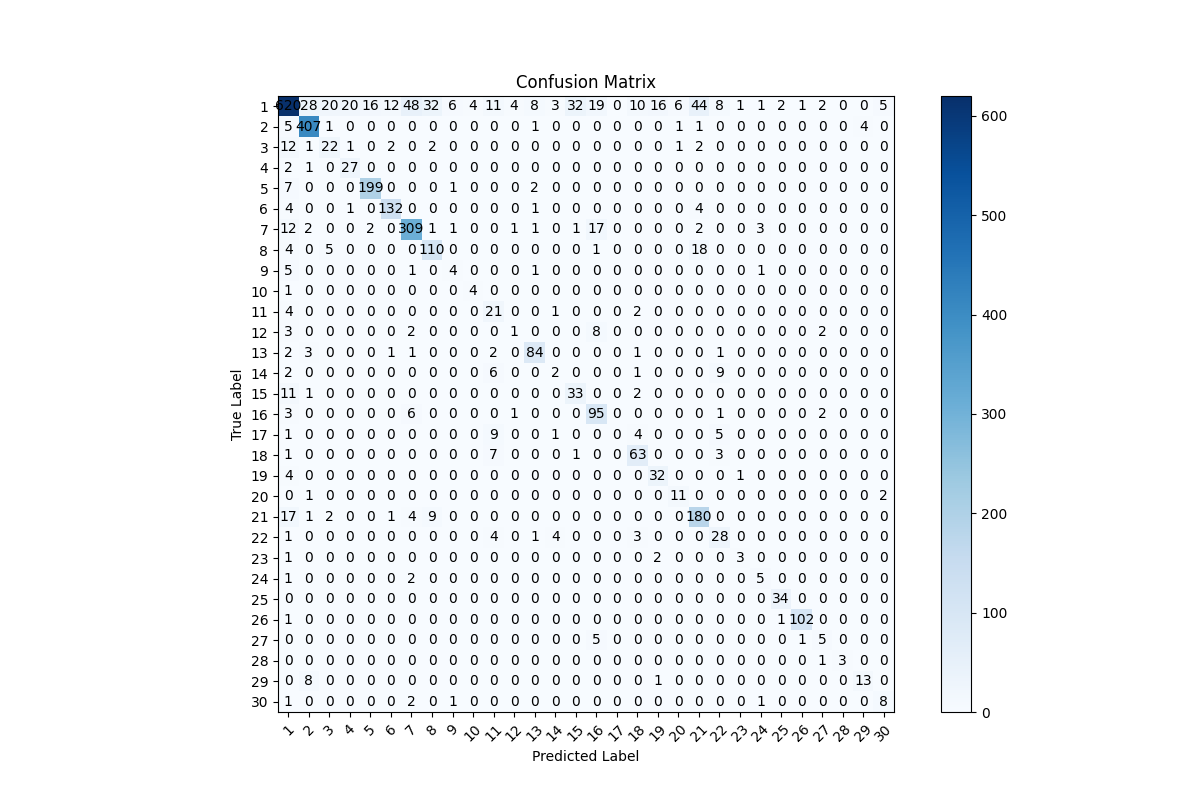 Confusion Matrix
1 620 28 20 20 16 12 48 32 6 4 11 4 8 3 32 19 0 10 16 6 44 8 1 1 2 1 2 0 0 5
2 5 407 1 0 0 0 0 0 0 0 0 0 1 0 0 0 0 0 0 1 1 0 0 0 0 0 0 0 4 0
3 12 1 22 1 0 2 0 2 0 0 0 0 0 0 0 0 0 0 0 1 2 0 0 0 0 0 0 0 0 0
4 2 1 0 27 0 0 0 0 0 0 0 0 0 0 0 0 0 0 0 0 0 0 0 0 0 0 0 0 0 0
5 7 0 0 0 199 0 0 0 1 0 0 0 2 0 0 0 0 0 0 0 0 0 0 0 0 0 0 0 0 0
6 4 0 0 1 0 132 0 0 0 0 0 0 1 0 0 0 0 0 0 0 4 0 0 0 0 0 0 0 0 0
7 12 2 0 0 2 0 309 1 1 0 0 1 1 0 1 17 0 0 0 0 2 0 0 3 0 0 0 0 0 0
8 4 0 5 0 0 0 0 110 0 0 0 0 0 0 0 1 0 0 0 0 18 0 0 0 0 0 0 0 0 0
9 5 0 0 0 0 0 1 0 4 0 0 0 1 0 0 0 0 0 0 0 0 0 0 1 0 0 0 0 0 0
10 1 0 0 0 0 0 0 0 0 4 0 0 0 0 0 0 0 0 0 0 0 0 0 0 0 0 0 0 0 0
11 4 0 0 0 0 0 0 0 0 0 21 0 0 1 0 0 0 2 0 0 0 0 0 0 0 0 0 0 0 0
12 3 0 0 0 0 0 2 0 0 0 0 1 0 0 0 8 0 0 0 0 0 0 0 0 0 0 2 0 0 0
13 2 3 0 0 0 1 1 0 0 0 2 0 84 0 0 0 0 1 0 0 0 1 0 0 0 0 0 0 0 0
14 2 0 0 0 0 0 0 0 0 0 6 0 0 2 0 0 0 1 0 0 0 9 0 0 0 0 0 0 0 0
15 11 1 0 0 0 0 0 0 0 0 0 0 0 0 33 0 0 2 0 0 0 0 0 0 0 0 0 0 0 0
16 3 0 0 0 0 0 6 0 0 0 0 1 0 0 0 95 0 0 0 0 0 1 0 0 0 0 2 0 0 0
17 1 0 0 0 0 0 0 0 0 0 9 0 0 1 0 0 0 4 0 0 0 5 0 0 0 0 0 0 0 0
18 1 0 0 0 0 0 0 0 0 0 7 0 0 0 1 0 0 63 0 0 0 3 0 0 0 0 0 0 0 0
19 4 0 0 0 0 0 0 0 0 0 0 0 0 0 0 0 0 0 32 0 0 0 1 0 0 0 0 0 0 0
20 0 1 0 0 0 0 0 0 0 0 0 0 0 0 0 0 0 0 0 11 0 0 0 0 0 0 0 0 0 2
21 17 1 2 0 0 1 4 9 0 0 0 0 0 0 0 0 0 0 0 0 180 0 0 0 0 0 0 0 0 0
22 1 0 0 0 0 0 0 0 0 0 4 0 1 4 0 0 0 3 0 0 0 28 0 0 0 0 0 0 0 0
23 1 0 0 0 0 0 0 0 0 0 0 0 0 0 0 0 0 0 2 0 0 0 3 0 0 0 0 0 0 0
24 1 0 0 0 0 0 2 0 0 0 0 0 0 0 0 0 0 0 0 0 0 0 0 5 0 0 0 0 0 0
25 0 0 0 0 0 0 0 0 0 0 0 0 0 0 0 0 0 0 0 0 0 0 0 0 34 0 0 0 0 0
26 1 0 0 0 0 0 0 0 0 0 0 0 0 0 0 0 0 0 0 0 0 0 0 0 1 102 0 0 0 0
27 0 0 0 0 0 0 0 0 0 0 0 0 0 0 0 5 0 0 0 0 0 0 0 0 0 1 5 0 0 0
28 0 0 0 0 0 0 0 0 0 0 0 0 0 0 0 0 0 0 0 0 0 0 0 0 0 0 1 3 0 0
29 0 8 0 0 0 0 0 0 0 0 0 0 0 0 0 0 0 0 1 0 0 0 0 0 0 0 0 0 13 0
30 1 0 0 0 0 0 2 0 1 0 0 0 0 0 0 0 0 0 0 0 0 0 0 1 0 0 0 0 0 8
1 2 3 4 5 6 7 8 9 10 11 12 13 14 15 16 17 18 19 20 21 22 23 24 25 26 27 28 29 30
Predicted Label
True Label
600
500
400
300
200
100
0